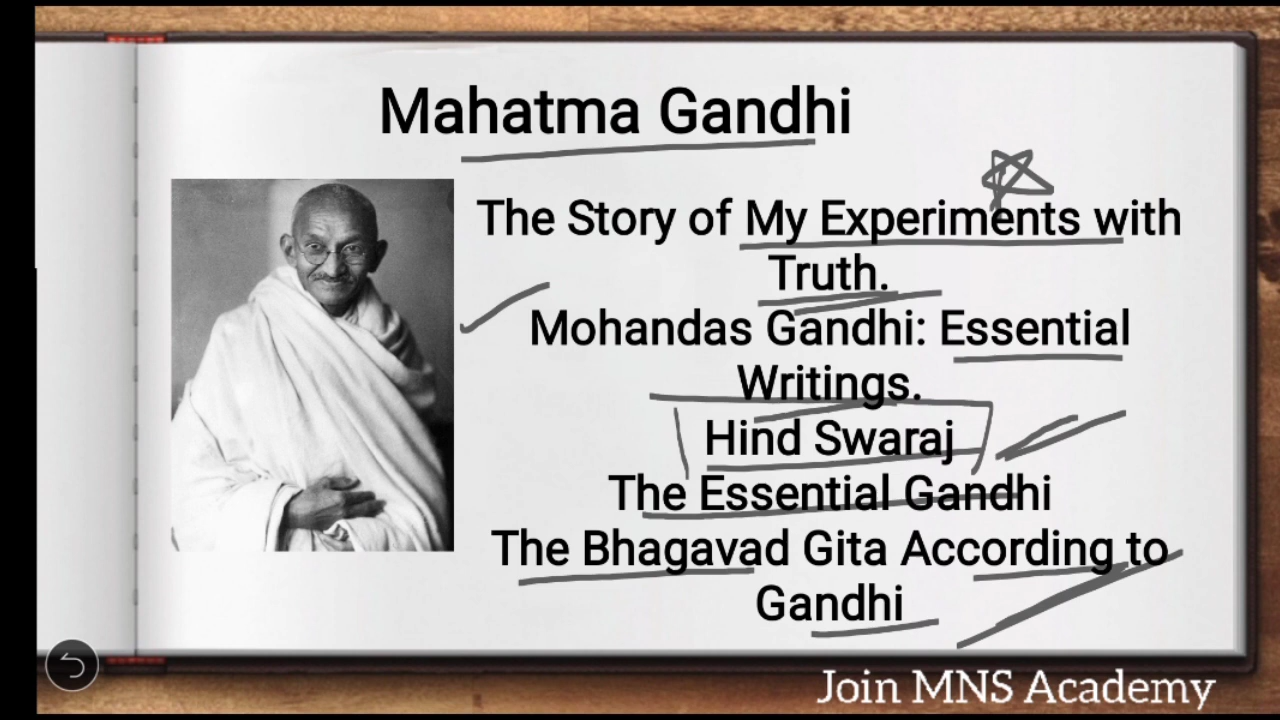 Mahatma Gandhi
The Story of My Experiments with
Truth.
Mohandas Gandhi: Essential
Writings.
Hind Swaraj
The Essential Gandhi
The Bhagavad Gita According to
Gandhi
Join MNS Academy